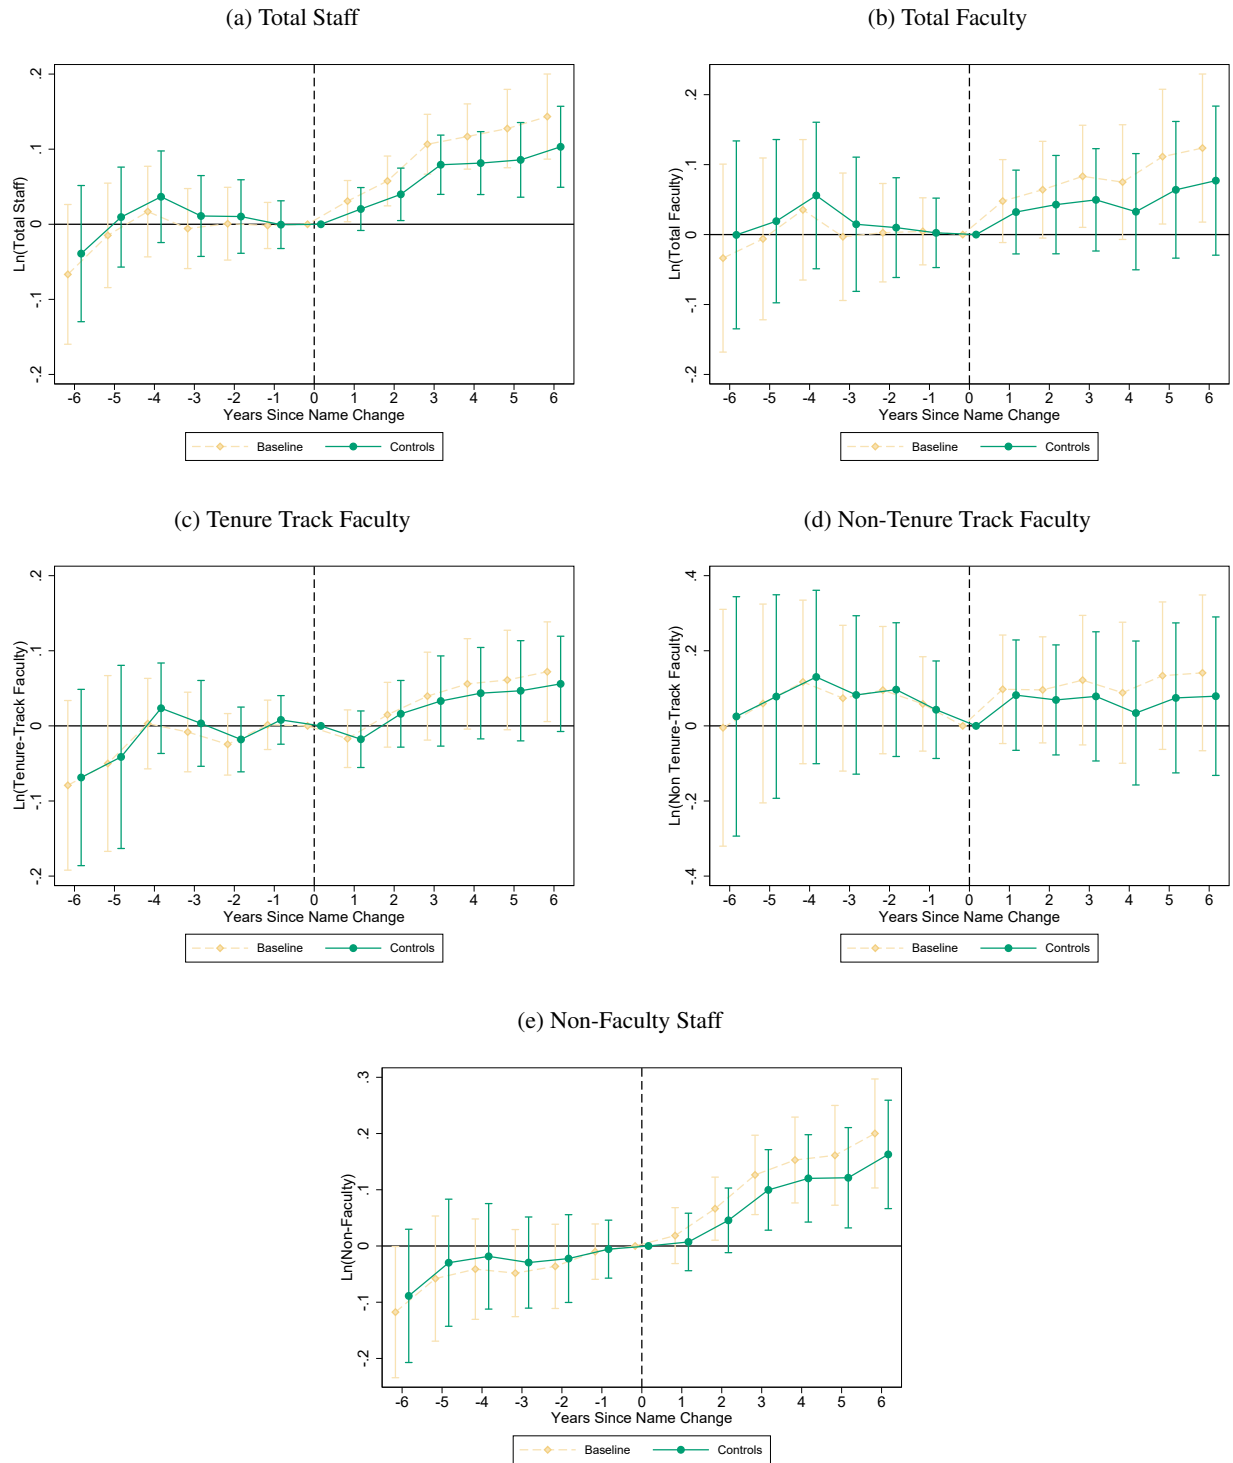 (a) Total Staff
Ln(Total Staff)
.2
.1
0
-.1
-.2
-6 -5 -4 -3 -2 -1 0 1 2 3 4 5 6
Years Since Name Change
Baseline Controls
(b) Total Faculty
Ln(Total Faculty)
.2
.1
0
-.1
-.2
-6 -5 -4 -3 -2 -1 0 1 2 3 4 5 6
Years Since Name Change
Baseline Controls
(c) Tenure Track Faculty
Ln(Tenure-Track Faculty)
.2
.1
0
-.1
-.2
-6 -5 -4 -3 -2 -1 0 1 2 3 4 5 6
Years Since Name Change
Baseline Controls
(d) Non-Tenure Track Faculty
Ln(Non Tenure-Track Faculty)
.4
.2
0
-.2
-.4
-6 -5 -4 -3 -2 -1 0 1 2 3 4 5 6
Years Since Name Change
Baseline Controls
(e) Non-Faculty Staff
Ln(Non-Faculty)
.3
.2
.1
0
-.1
-.2
-6 -5 -4 -3 -2 -1 0 1 2 3 4 5 6
Years Since Name Change
Baseline Controls